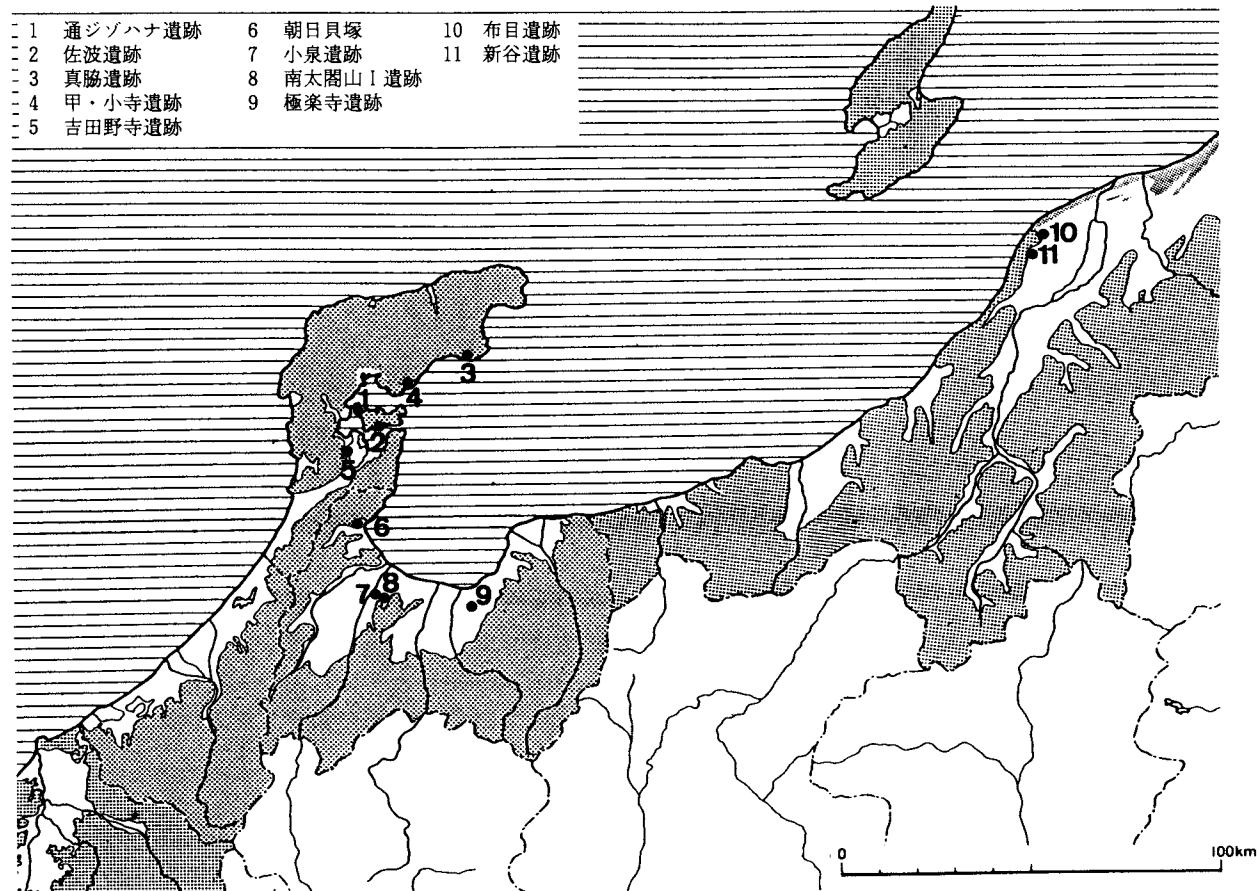 1 通ジゾハナ遺跡
2 佐波遺跡
3 真脇遺跡
4 甲・小寺遺跡
5 吉田野寺遺跡
6 朝日貝塚
7 小泉遺跡
8 南太閤山Ⅰ遺跡
9 極楽寺遺跡
10 布目遺跡
11 新谷遺跡
10
11
3
4
1
2
5
6
8
7
9
0 100km